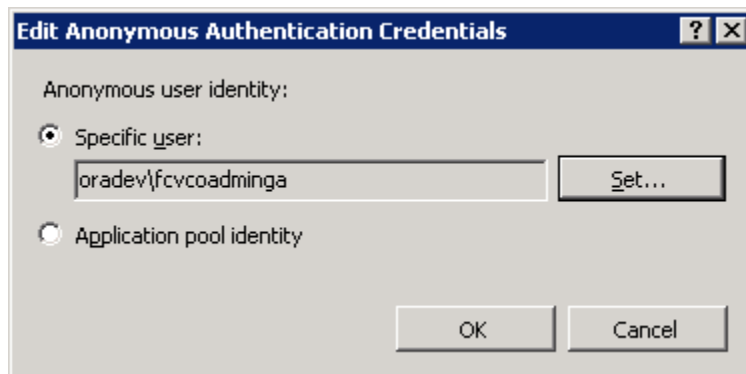 Edit Anonymous Authentication Credentials
Anonymous user identity:
Specific user:
oradev\fcvcoadminga
Set...
Application pool identity
OK
Cancel